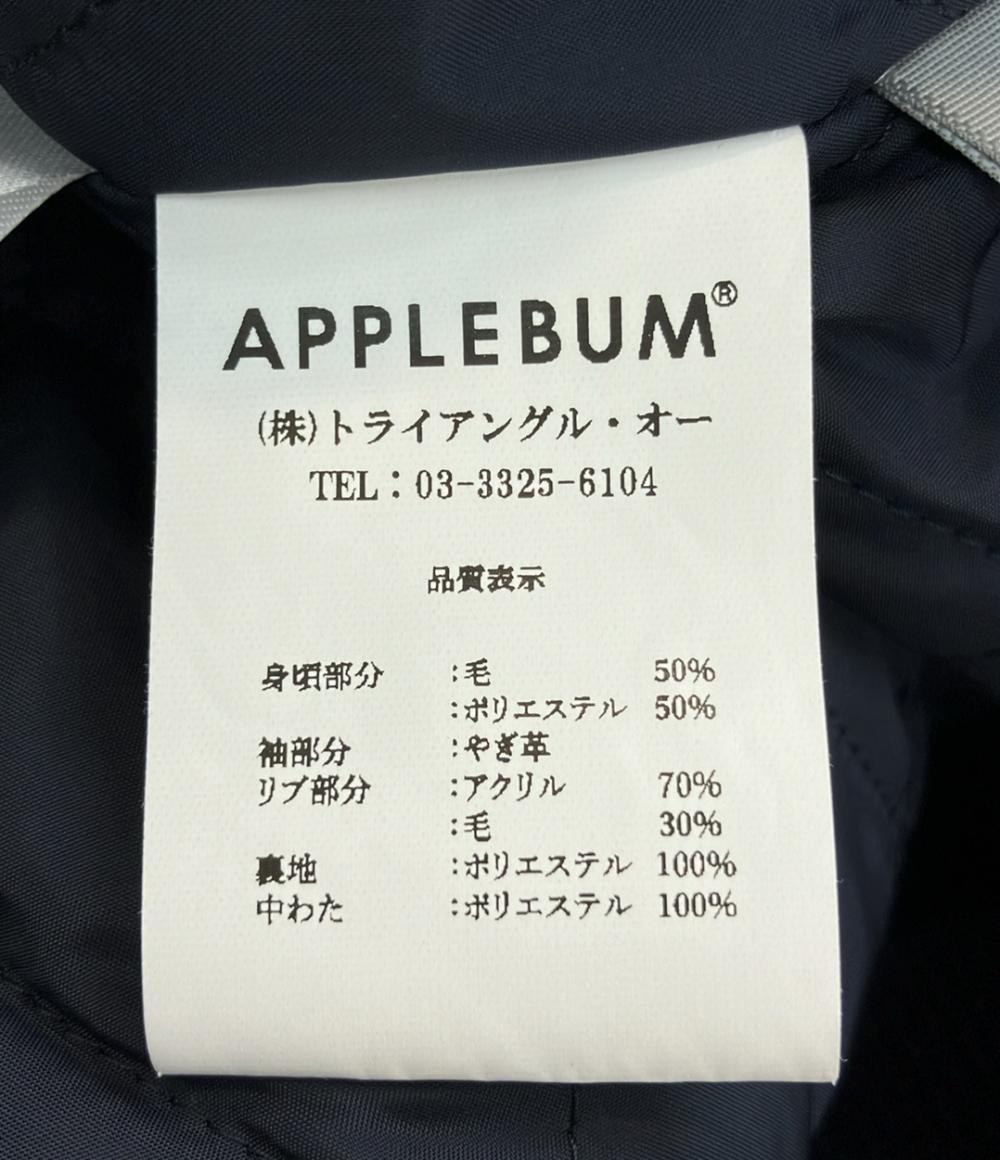 APPLEBUM®
(株)トライアングル・オー
TEL：03-3325-6104
品質表示
身頃部分 :毛 50%
:ポリエステル 50%
袖部分 :やぎ革
リブ部分 :アクリル 70%
:毛 30%
裏地 :ポリエステル 100%
中わた :ポリエステル 100%